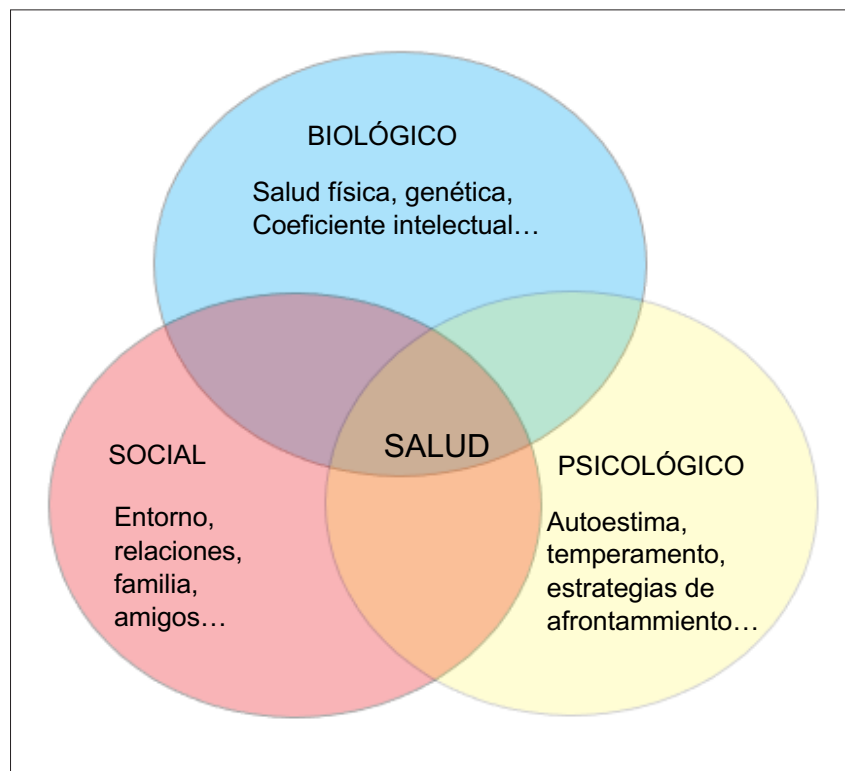 BIOLÓGICO
Salud física, genética,
Coeficiente intelectual…
SALUD
SOCIAL
Entorno,
relaciones,
familia,
amigos…
PSICOLÓGICO
Autoestima,
temperamento,
estrategias de
afrontammiento…